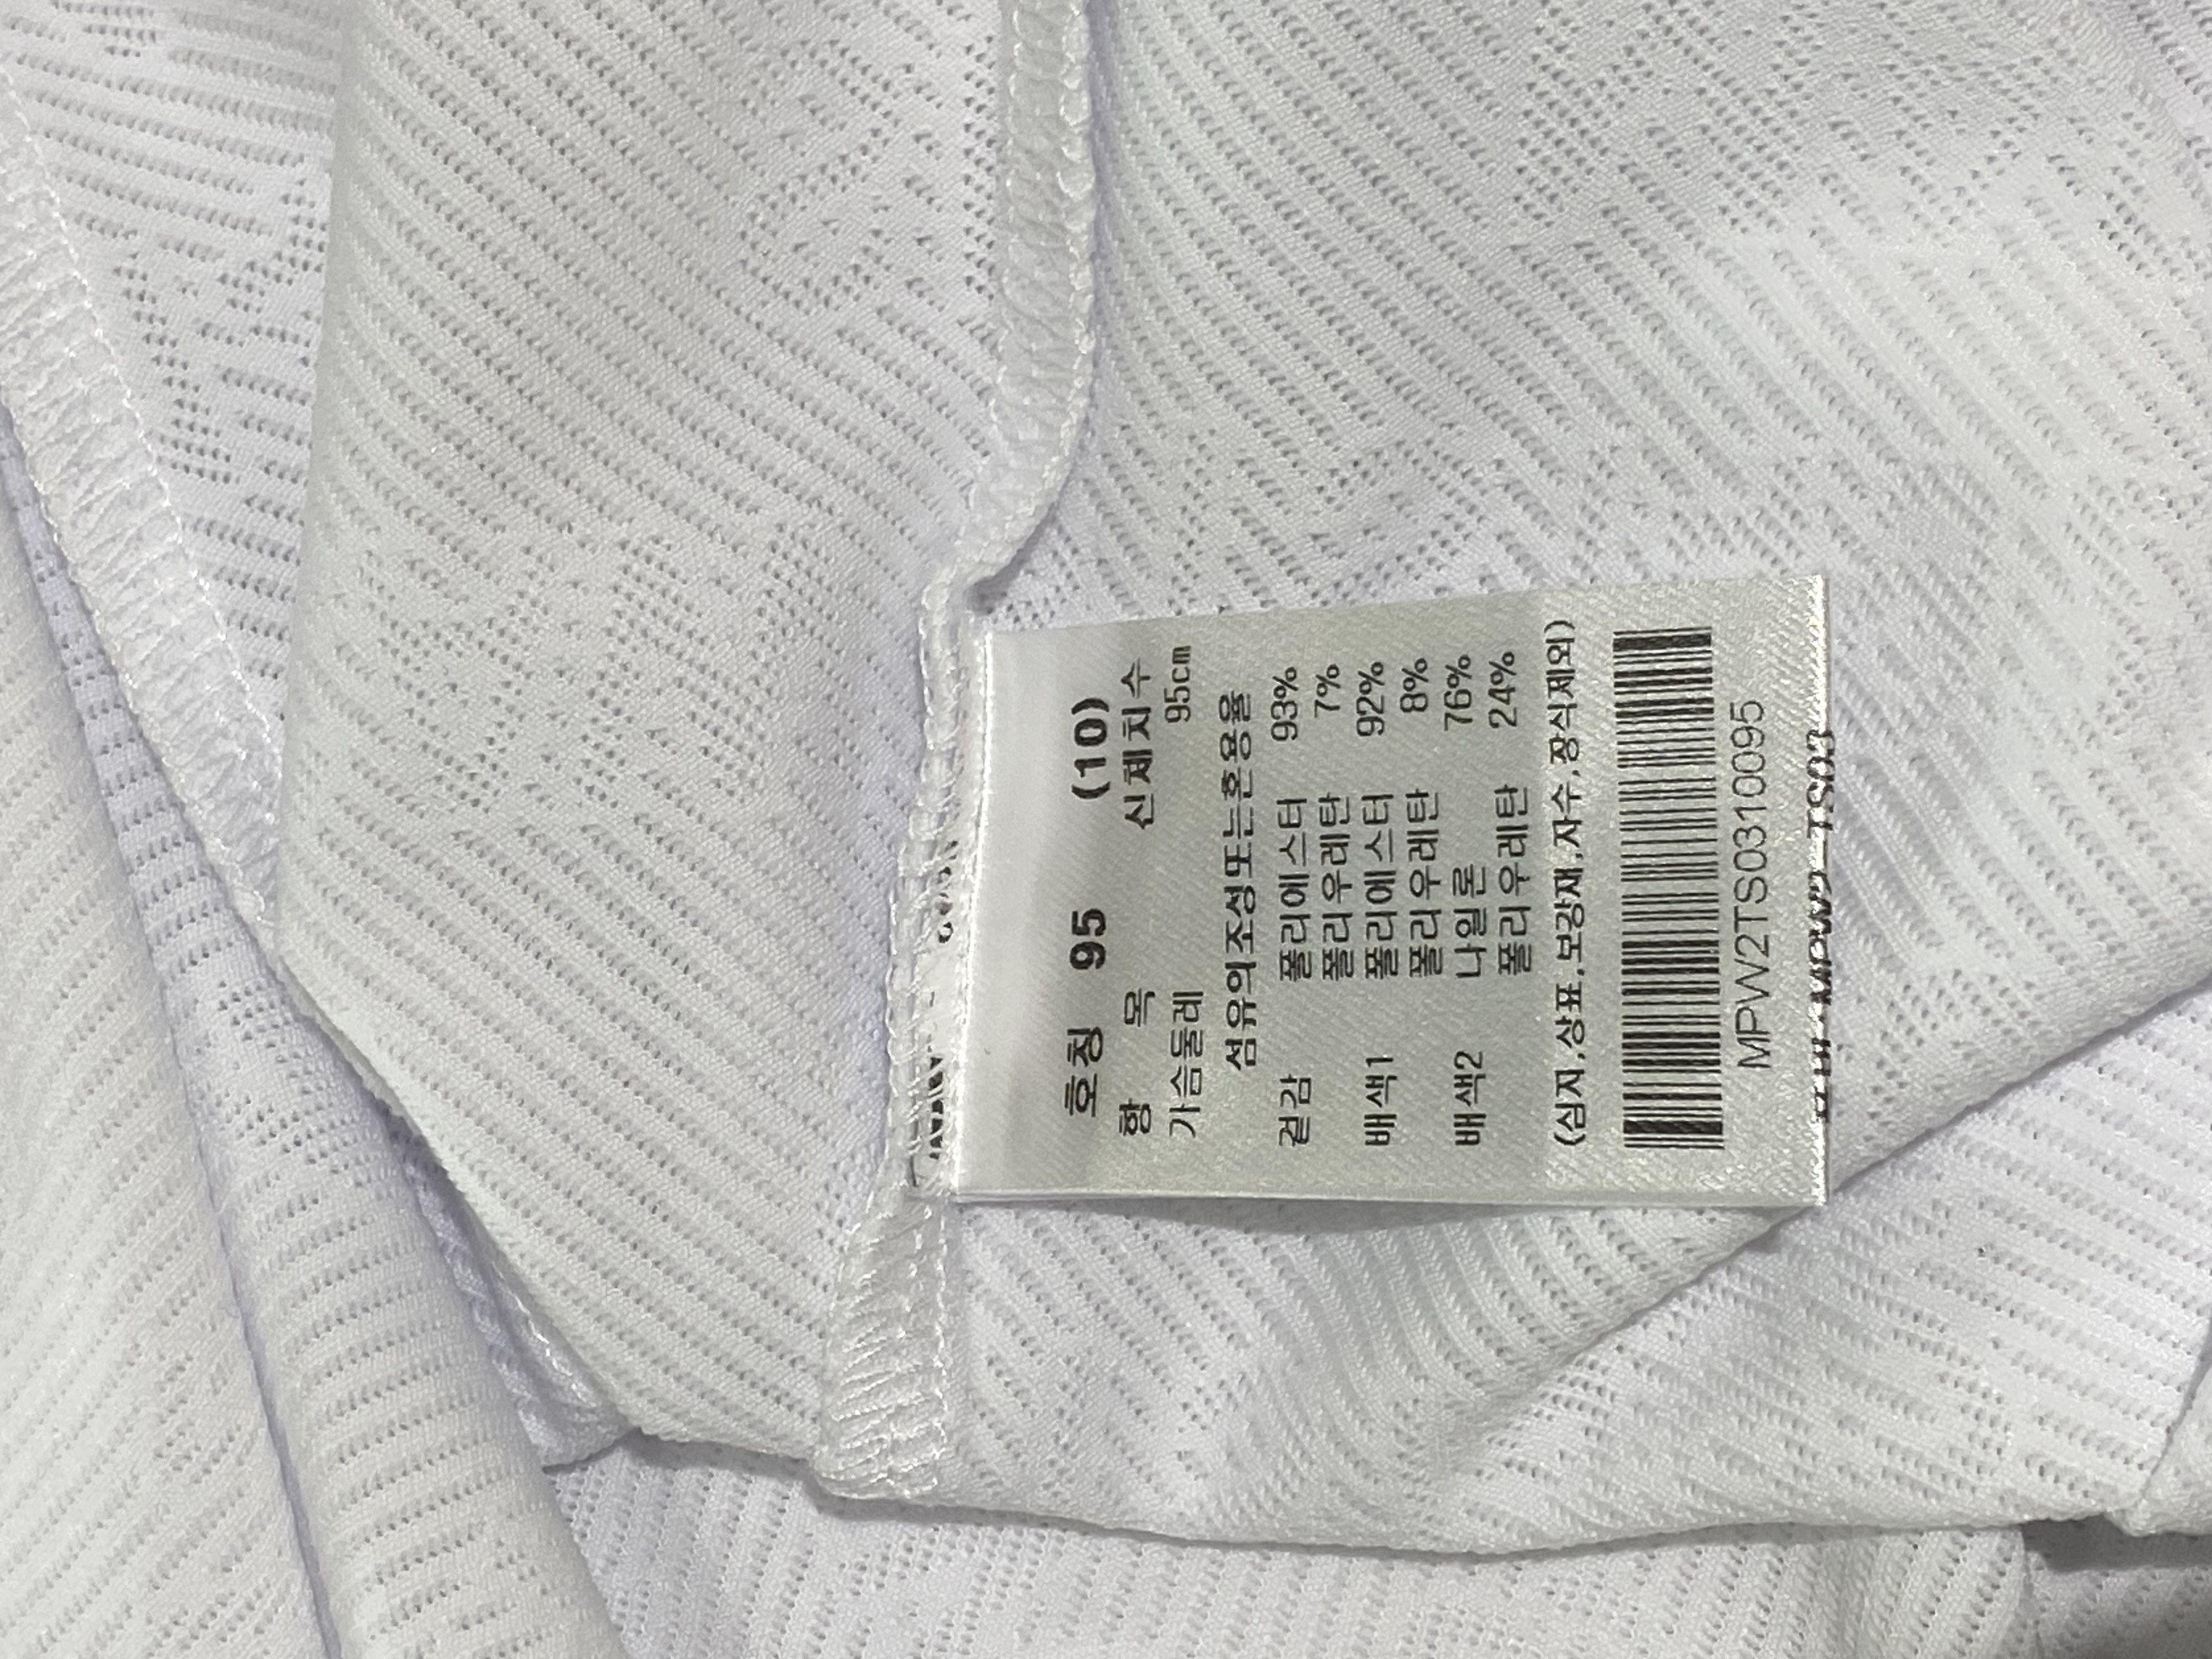 호칭 95 (10)
항 목 신체치수
가슴둘레 95cm
섬유의조성또는혼용율
겉감 폴리에스터 93%
폴리우레탄 7%
배색1 폴리에스터 92%
폴리우레탄 8%
배색2 나일론 76%
폴리우레탄 24%
(심지,상표,보강재,자수,장식제외)
MPW2TS0310095